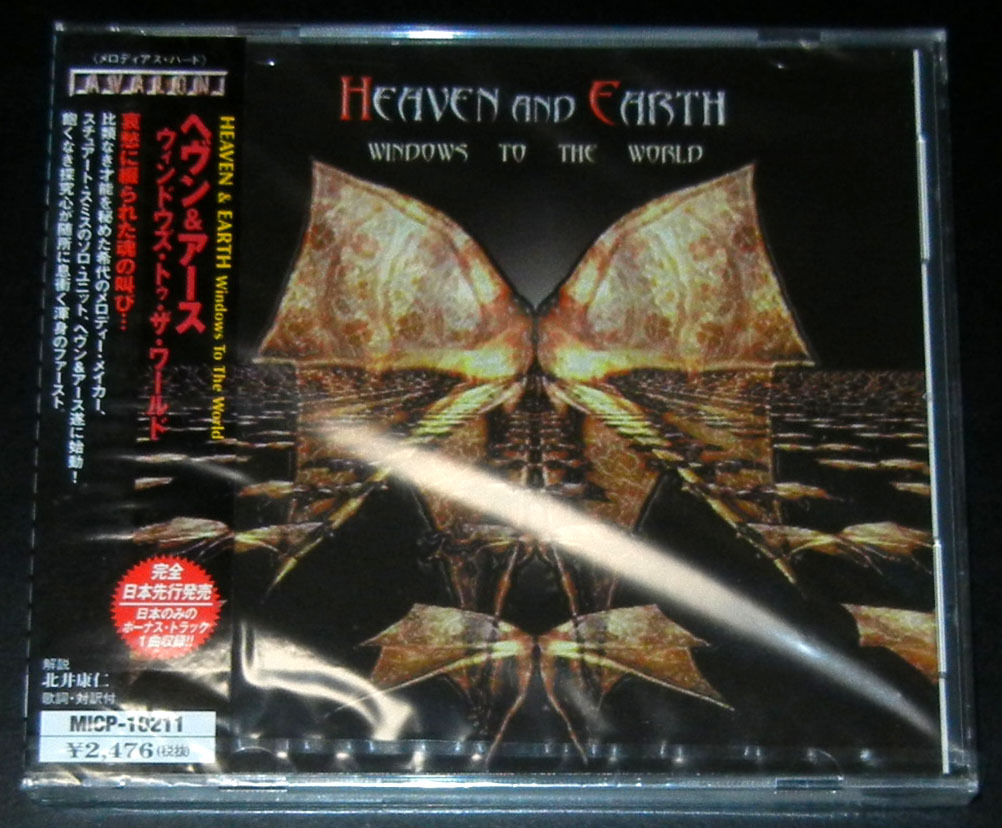 〈メロディアス・ハード〉
AVALON
HEAVEN & EARTH Windows To The World
ヘヴン&アース
ウィンドウズ・トゥ・ザ・ワールド
哀愁に綴られた魂の叫び…
比類なき才能を秘めた希代のメロディー・メイカー、
スチュアート・スミスのソロ・ユニット、ヘヴン&アース遂に始動!
飽くなき探究心が随所に息衝く渾身のファースト
完全
日本先行発売
日本のみの
ボーナス・トラック
1曲収録!!
解説
北井康仁
歌詞・対訳付
MICP-10211
¥2,476(税抜)
HEAVEN AND EARTH
WINDOWS TO THE WORLD